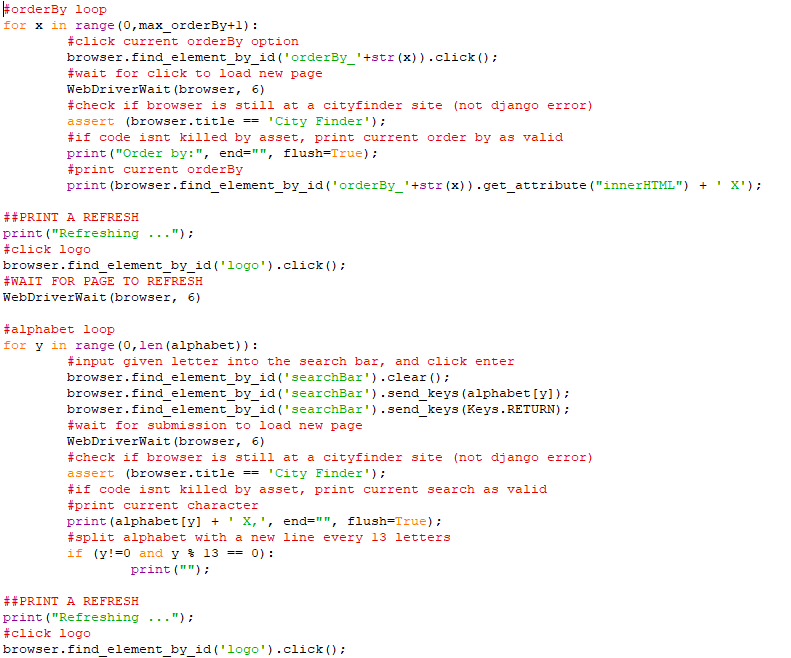 #orderBy loop
for x in range(0,max_orderBy+1):
        #click current orderBy option
        browser.find_element_by_id('orderBy_'+str(x)).click();
        #wait for click to load new page
        WebDriverWait(browser, 6)
        #check if browser is still at a cityfinder site (not django error)
        assert (browser.title == 'City Finder');
        #if code isnt killed by asset, print current order by as valid
        print("Order by:", end="", flush=True);
        #print current orderBy
        print(browser.find_element_by_id('orderBy_'+str(x)).get_attribute("innerHTML") + ' X');

##PRINT A REFRESH
print("Refreshing ...");
#click logo
browser.find_element_by_id('logo').click();
#WAIT FOR PAGE TO REFRESH
WebDriverWait(browser, 6)

#alphabet loop
for y in range(0,len(alphabet)):
        #input given letter into the search bar, and click enter
        browser.find_element_by_id('searchBar').clear();
        browser.find_element_by_id('searchBar').send_keys(alphabet[y]);
        browser.find_element_by_id('searchBar').send_keys(Keys.RETURN);
        #wait for submission to load new page
        WebDriverWait(browser, 6)
        #check if browser is still at a cityfinder site (not django error)
        assert (browser.title == 'City Finder');
        #if code isnt killed by asset, print current search as valid
        #print current character
        print(alphabet[y] + ' X,', end="", flush=True);
        #split alphabet with a new line every 13 letters
        if (y!=0 and y % 13 == 0):
                print("");

##PRINT A REFRESH
print("Refreshing ...");
#click logo
browser.find_element_by_id('logo').click();